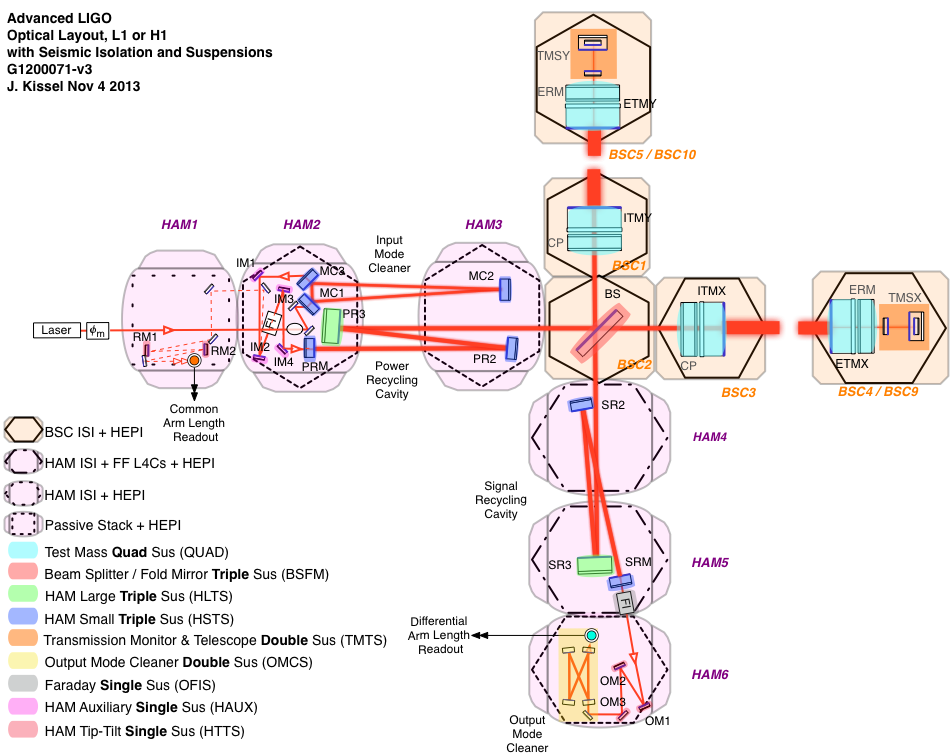 Advanced LIGO
Optical Layout, L1 or H1
with Seismic Isolation and Suspensions
G1200071-v3
J. Kissel Nov 4 2013
TMSY
ERM
ETMY
BSC5 / BSC10
ITMY
CP
BSC1
HAM1
HAM2
HAM3
Input
Mode
Cleaner
IM1
MC3
MC2
MC1
IM3
FI
PR3
Laser
ϕm
RM1
RM2
IM2
IM4
PRM
PR2
Power
Recycling
Cavity
BS
BSC2
ITMX
CP
BSC3
ERM
TMSX
ETMX
BSC4 / BSC9
Common
Arm Length
Readout
SR2
HAM4
Signal
Recycling
Cavity
SR3
SRM
HAM5
FI
Differential
Arm Length
Readout
HAM6
OM2
OM3
OM1
Output
Mode
Cleaner
BSC ISI + HEPI
HAM ISI + FF L4Cs + HEPI
HAM ISI + HEPI
Passive Stack + HEPI
Test Mass Quad Sus (QUAD)
Beam Splitter / Fold Mirror Triple Sus (BSFM)
HAM Large Triple Sus (HLTS)
HAM Small Triple Sus (HSTS)
Transmission Monitor & Telescope Double Sus (TMTS)
Output Mode Cleaner Double Sus (OMCS)
Faraday Single Sus (OFIS)
HAM Auxiliary Single Sus (HAUX)
HAM Tip-Tilt Single Sus (HTTS)